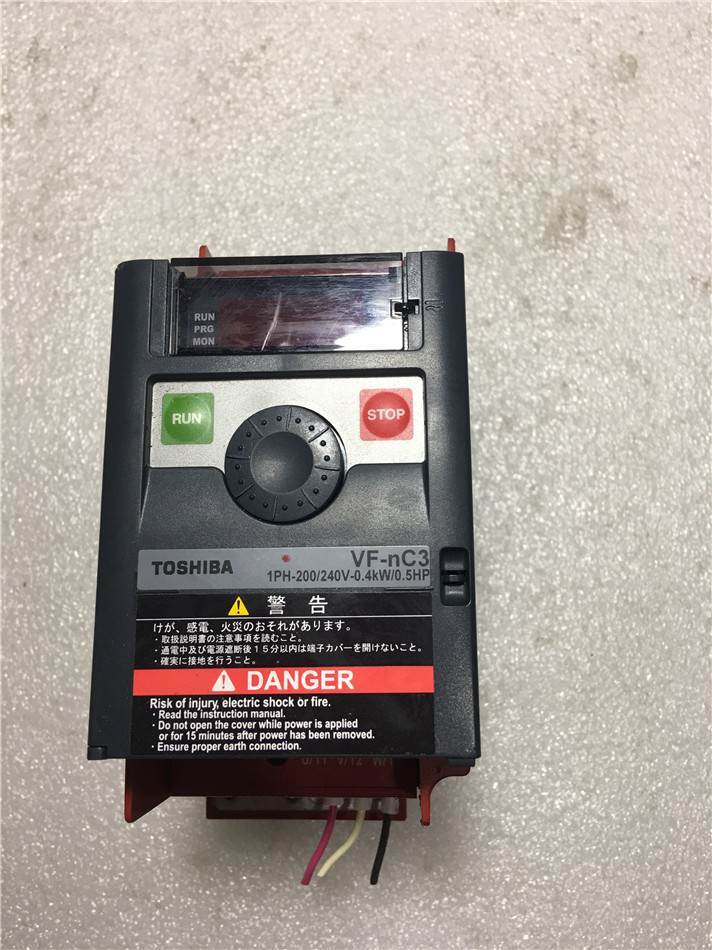 RUN
PRG
MON
RUN
STOP
TOSHIBA
VF-nC3
1PH-200/240V-0.4kW/0.5HP
警告
けが、感電、火災のおそれがあります。
・取扱説明書の注意事項を読むこと。
・通電中及び電源遮断後15分以内は端子カバーを開けないこと。
・確実に接地を行うこと。
DANGER
Risk of injury, electric shock or fire.
・Read the instruction manual.
・Do not open the cover while power is applied
or for 15 minutes after power has been removed.
・Ensure proper earth connection.
U/T1 V/T2 W/T